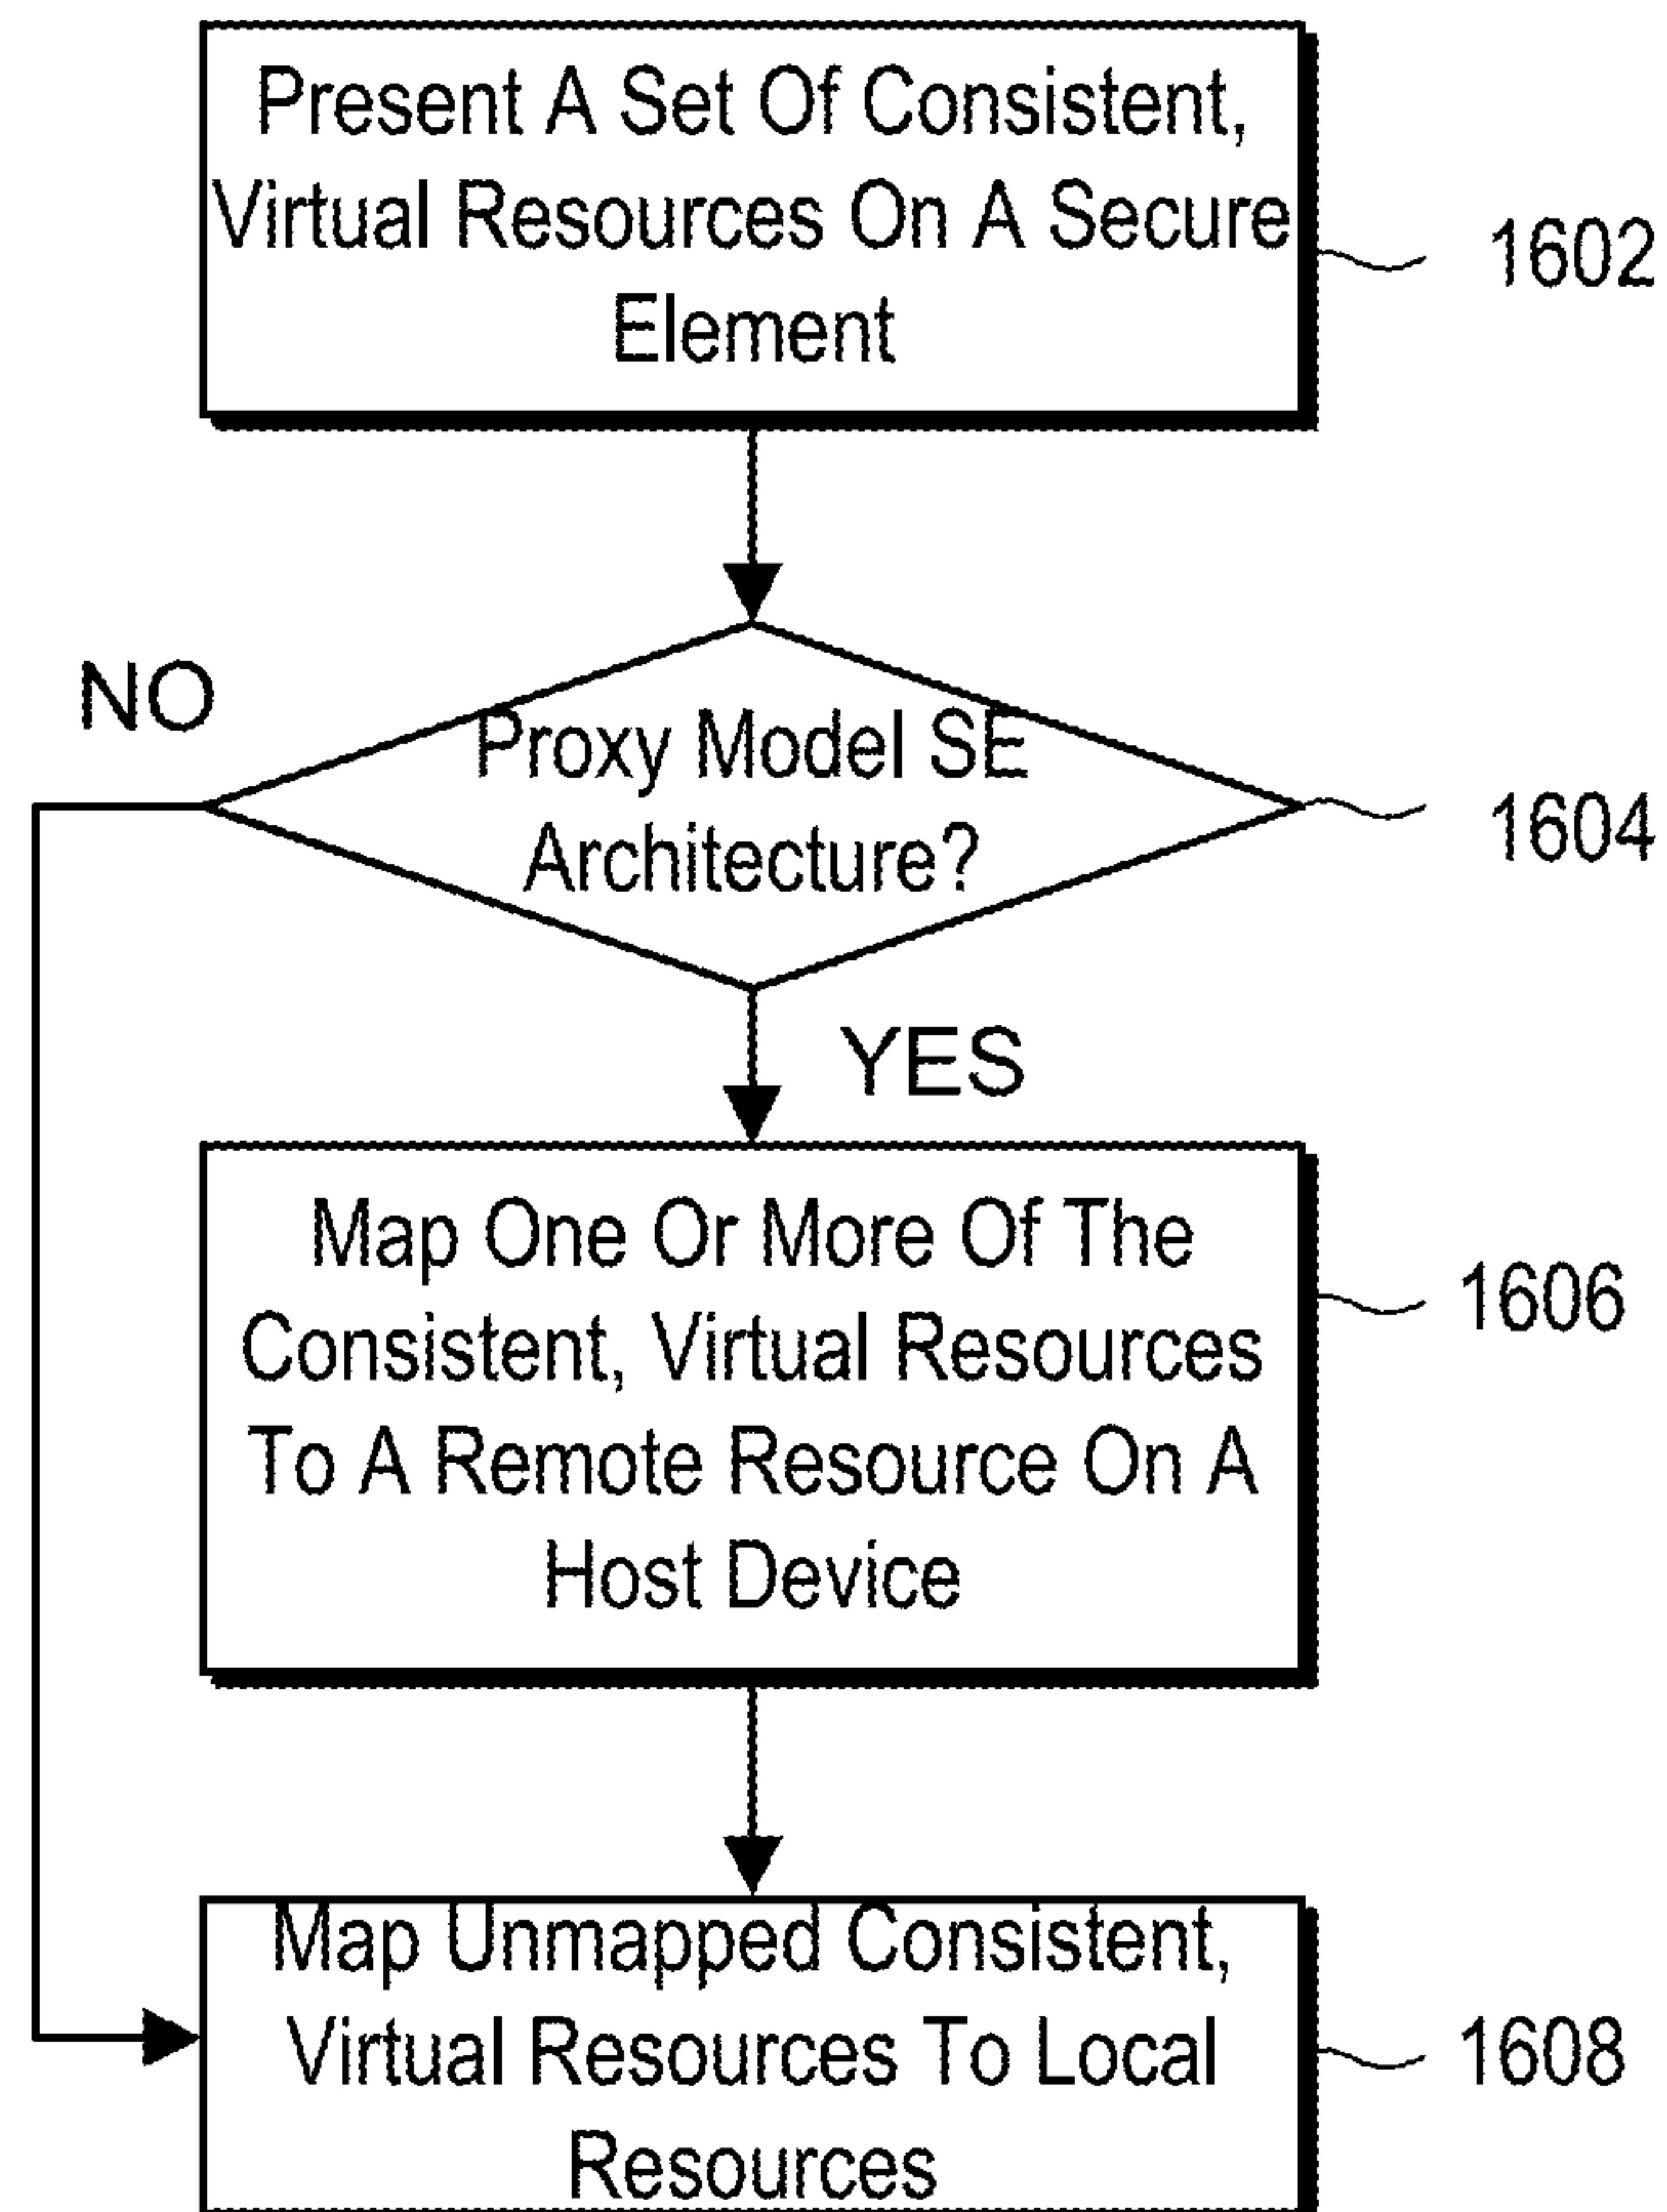 Present A Set Of Consistent,
Virtual Resources On A Secure
Element
1602
NO
Proxy Model SE
Architecture?
1604
YES
Map One Or More Of The
Consistent, Virtual Resources
To A Remote Resource On A
Host Device
1606
Map Unmapped Consistent,
Virtual Resources To Local
Resources
1608